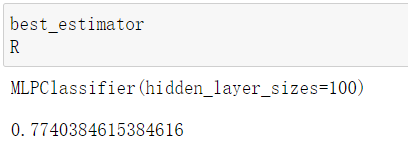 best_estimator
R
MLPClassifier(hidden_layer_sizes=100)
0.7740384615384616